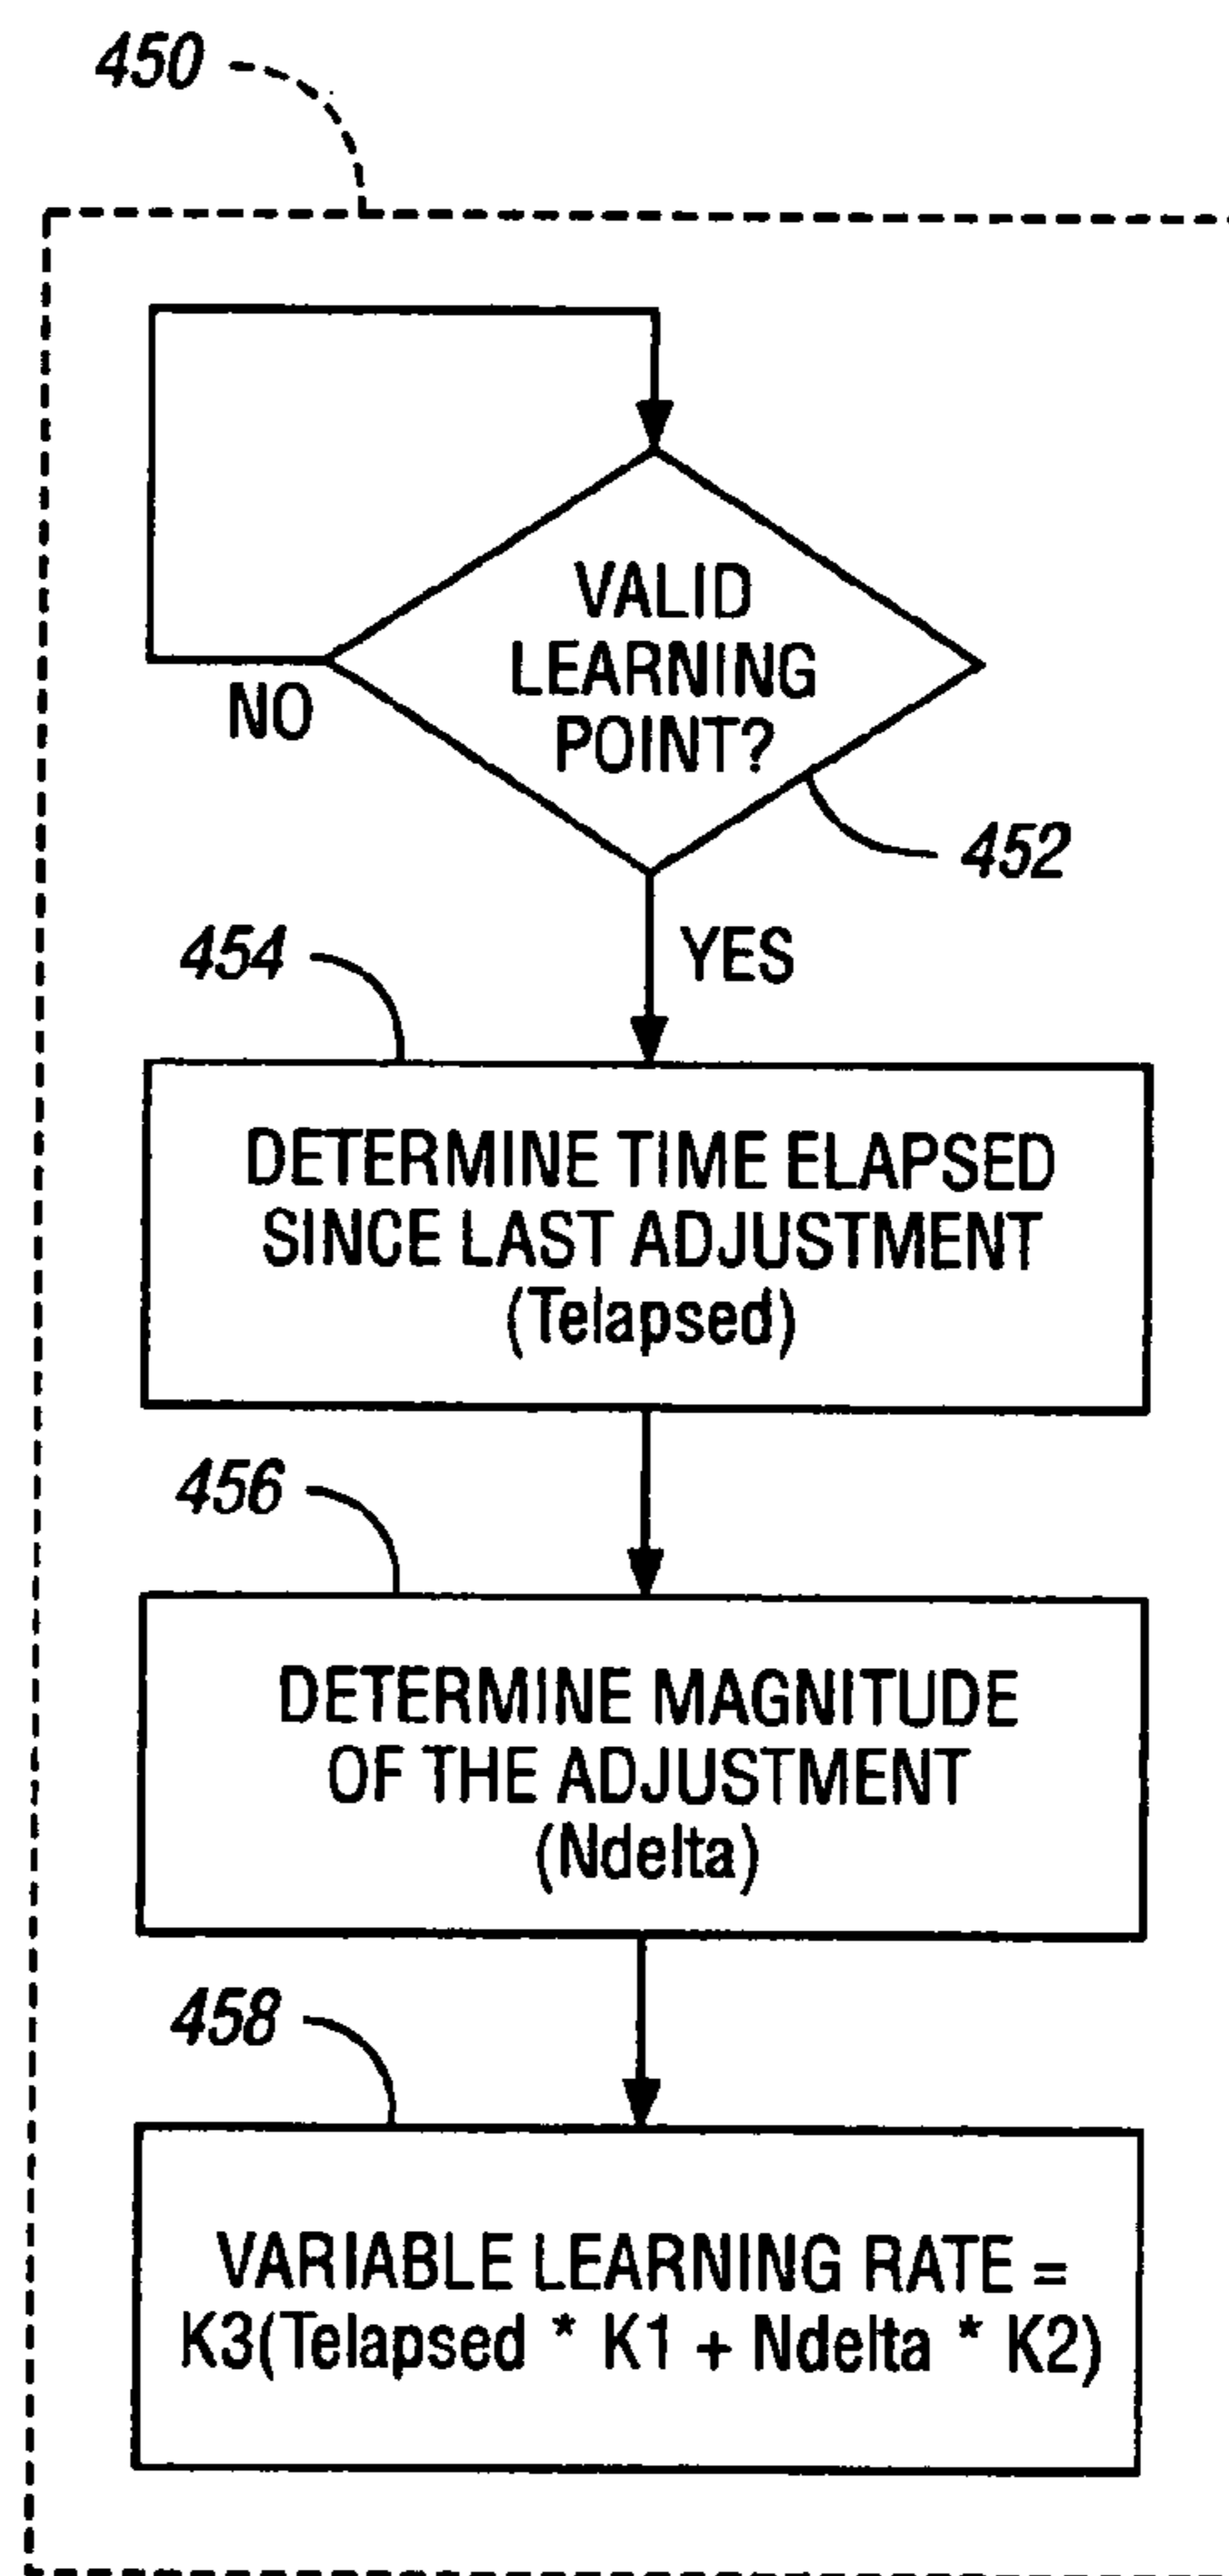 450
VALID
LEARNING
POINT?
NO
452
YES
454
DETERMINE TIME ELAPSED
SINCE LAST ADJUSTMENT
(Telapsed)
456
DETERMINE MAGNITUDE
OF THE ADJUSTMENT
(Ndelta)
458
VARIABLE LEARNING RATE =
K3(Telapsed * K1 + Ndelta * K2)